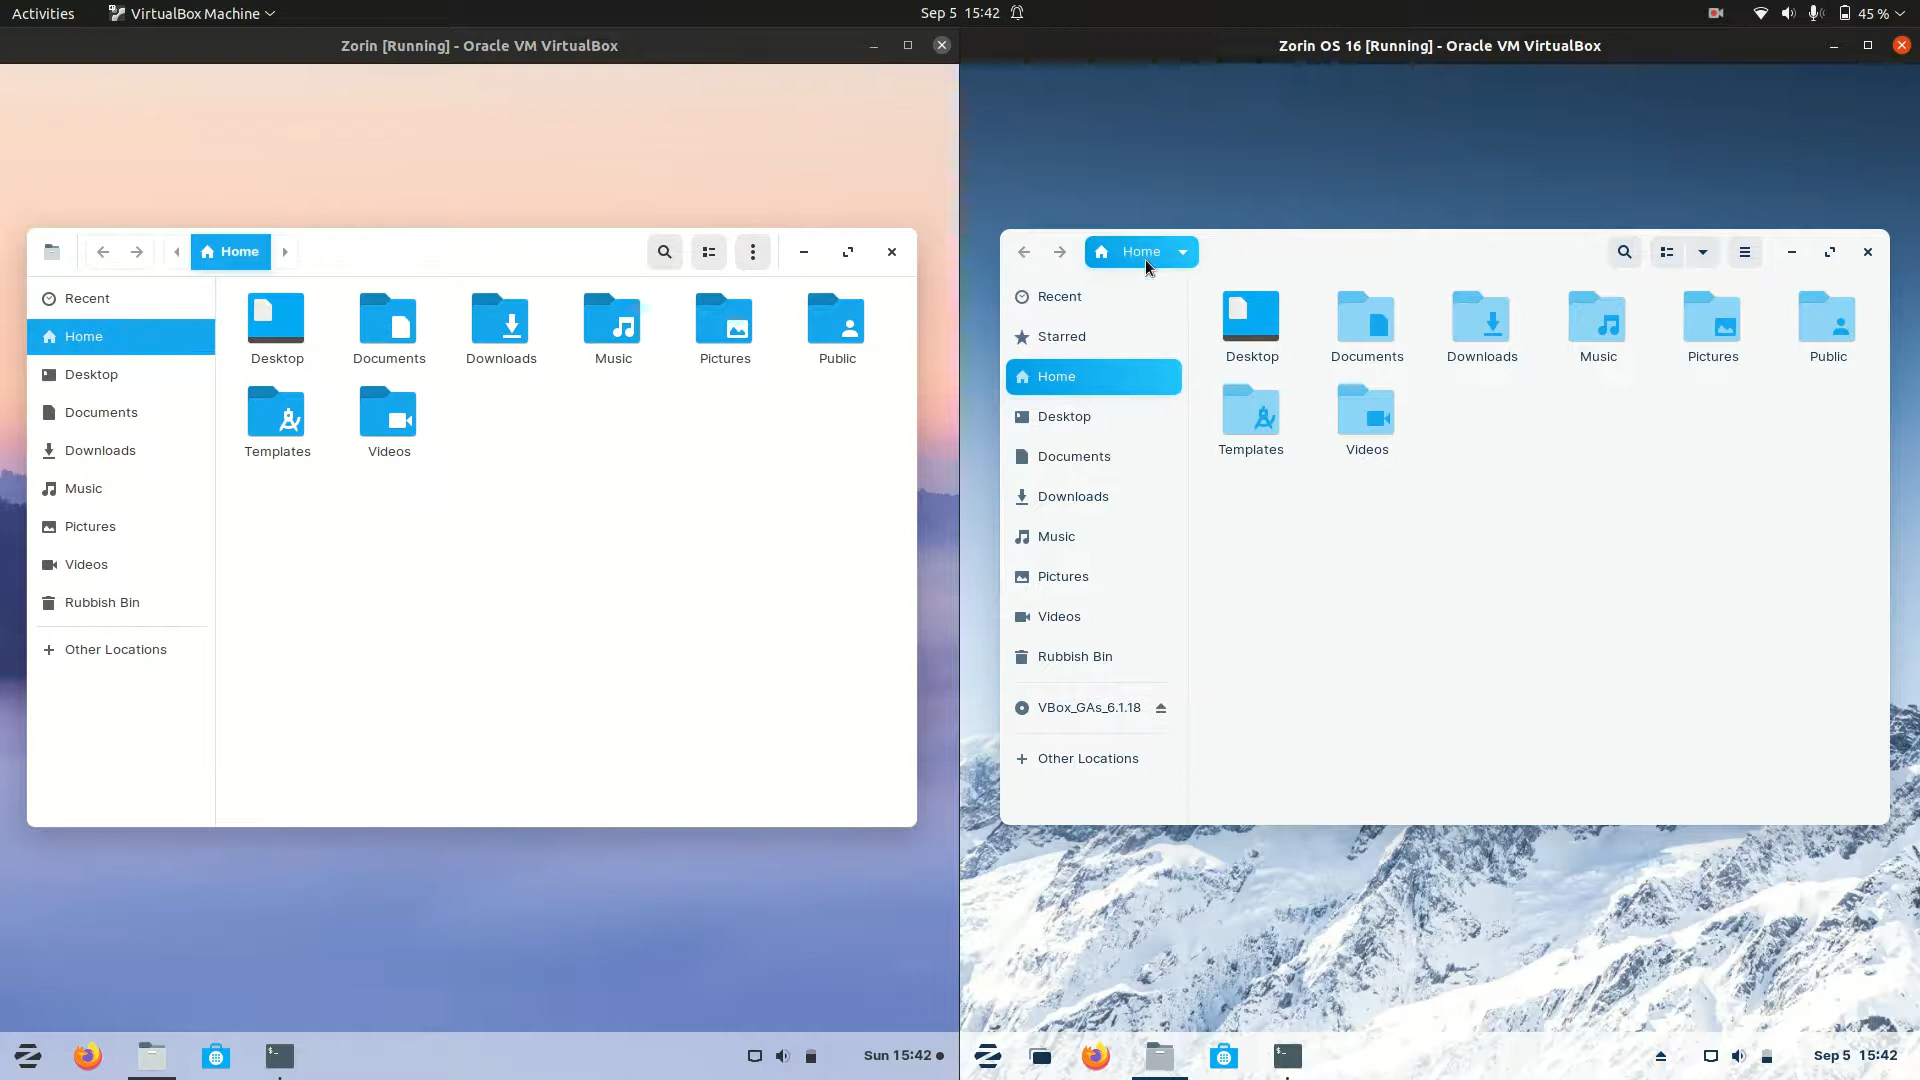 Activities
VirtualBox Machine
Sep 5 15:42
45 %
Zorin [Running] - Oracle VM VirtualBox
Home
Recent
Home
Desktop
Documents
Downloads
Music
Pictures
Videos
Rubbish Bin
Other Locations
Desktop
Documents
Downloads
Music
Pictures
Public
Templates
Videos
Sun 15:42
Zorin OS 16 [Running] - Oracle VM VirtualBox
Home
Recent
Starred
Home
Desktop
Documents
Downloads
Music
Pictures
Videos
Rubbish Bin
VBox_GAs_6.1.18
Other Locations
Desktop
Documents
Downloads
Music
Pictures
Public
Templates
Videos
Sep 5 15:42